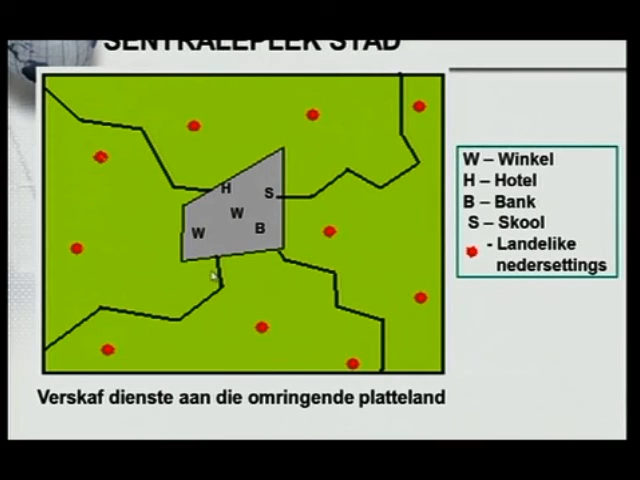 SENTRALEPLEK STAD
H
S
W
W
B
W – Winkel
H – Hotel
B – Bank
S – Skool
- Landelike
nedersettings
Verskaf dienste aan die omringende platteland